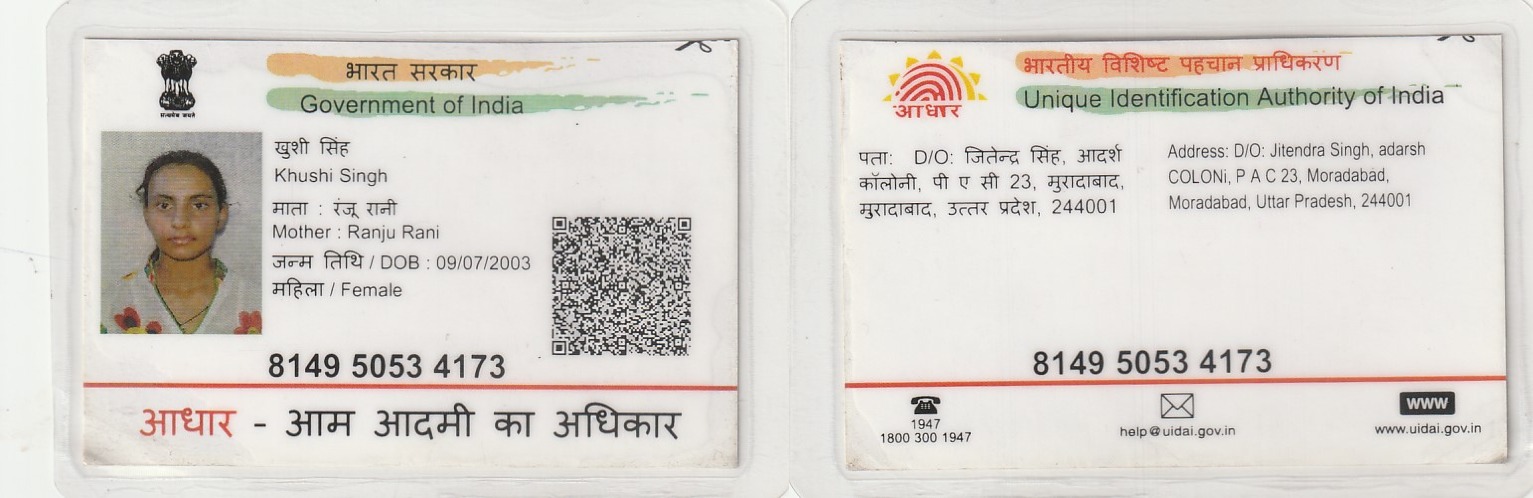 भारत सरकार
Government of India
सत्यमेव जयते
खुशी सिंह
Khushi Singh
माता : रंजू रानी
Mother : Ranju Rani
जन्म तिथि / DOB : 09/07/2003
महिला / Female
8149 5053 4173
आधार - आम आदमी का अधिकार
भारतीय विशिष्ट पहचान प्राधिकरण
Unique Identification Authority of India
आधार
पता: D/O: जितेन्द्र सिंह, आदर्श
कॉलोनी, पी ए सी 23, मुरादाबाद,
मुरादाबाद, उत्तर प्रदेश, 244001
Address: D/O: Jitendra Singh, adarsh
COLONi, P A C 23, Moradabad,
Moradabad, Uttar Pradesh, 244001
8149 5053 4173
1947
1800 300 1947
help@uidai.gov.in
www
www.uidai.gov.in